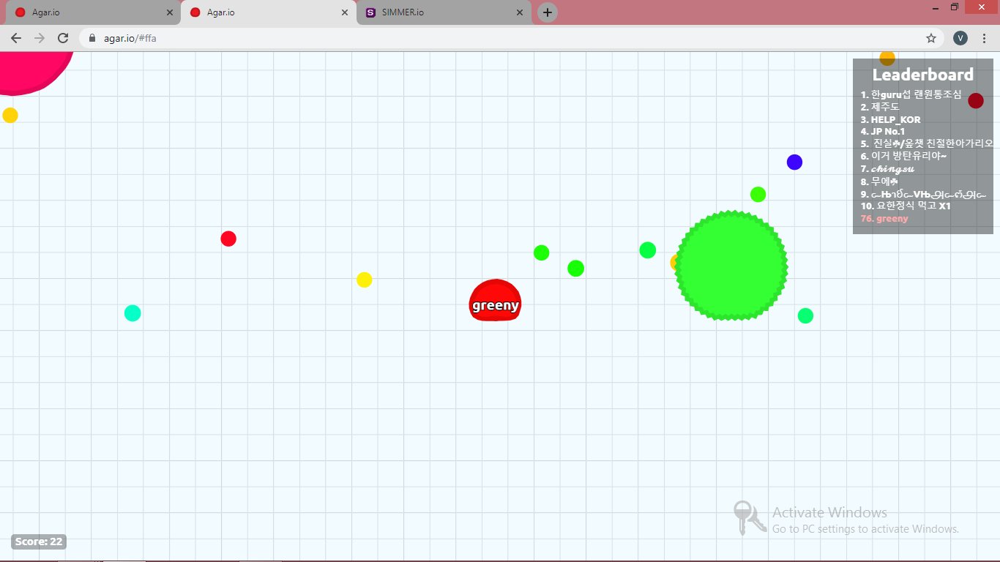 Agar.io
Agar.io
SIMMER.io
agar.io/#ffa
V
Leaderboard
1. 한guru섭 랜원통조심
2. 제주도
3. HELP_KOR
4. JP No.1
5. 진실☘/옾챗 친절한아가리오
6. 이거 방탄유리야~
7. 𝓬𝓱𝓲𝓷𝓰𝓼𝓾
8. 무에☘
9.
10. 요한정식 먹고 X1
76. greeny
greeny
Activate Windows
Go to PC settings to activate Windows.
Score: 22